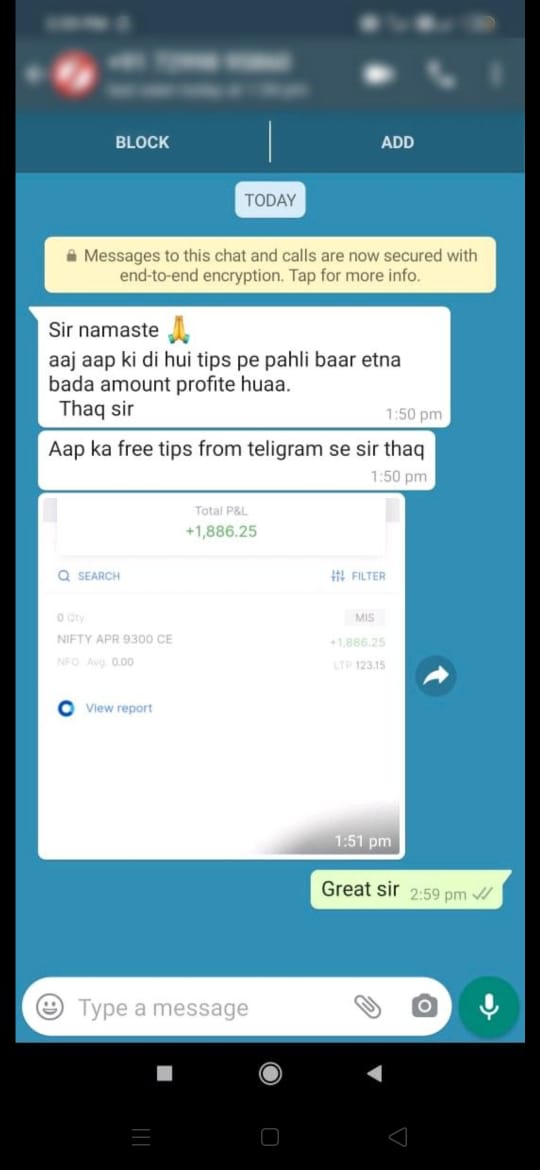 BLOCK
ADD
TODAY
Messages to this chat and calls are now secured with
end-to-end encryption. Tap for more info.
Sir namaste 🙏
aaj aap ki di hui tips pe pahli baar etna
bada amount profite huaa.
Thaq sir
1:50 pm
Aap ka free tips from teligram se sir thaq
1:50 pm
Total P&L
+1,886.25
SEARCH
FILTER
0 Qty
MIS
NIFTY APR 9300 CE
+1,886.25
NFO Avg. 0.00
LTP 123.15
View report
1:51 pm
Great sir 2:59 pm
Type a message